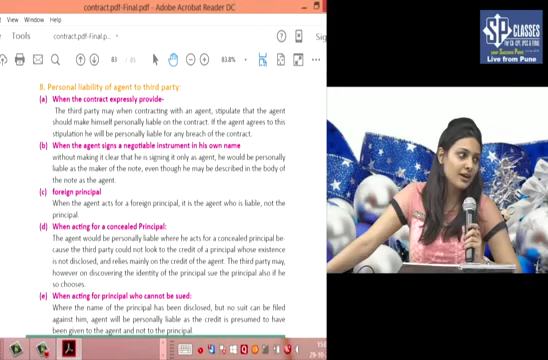 contract.pdf-Final.pdf - Adobe Acrobat Reader DC
View Window Help
Tools
contract.pdf-Final.p...
Sig
83 / 85
83.8%
B. Personal liability of agent to third party
(a) When the contract expressly provide-
The third party may when contracting with an agent, stipulate that the agent
should make himself personally liable on the contract. If the agent agrees to this
stipulation he will be personally liable for any breach of the contract.
(b) When the agent signs a negotiable instrument in his own name
without making it clear that he is signing it only as agent, he would be personally
liable as the maker of the note, even though he may be described in the body of
the note as the agent.
(c) foreign principal
When the agent acts for a foreign principal, it is the agent who is liable, not the
principal.
(d) When acting for a concealed Principal:
The agent would be personally liable where he acts for a concealed principal be-
cause the third party could not look to the credit of a principal whose existence
is not disclosed, and relies mainly on the credit of the agent. The third party may,
however on discovering the identity of the principal sue the principal also if he
so chooses.
(e) When acting for principal who cannot be sued:
Where the name of the principal has been disclosed, but no suit can be filed
against him, agent will be personally liable as the credit is presumed to have
been given to the agent and not to the principal
SP CLASSES
For CA - CPT, IPCC & FINAL
Your Success Point
Live from Pune